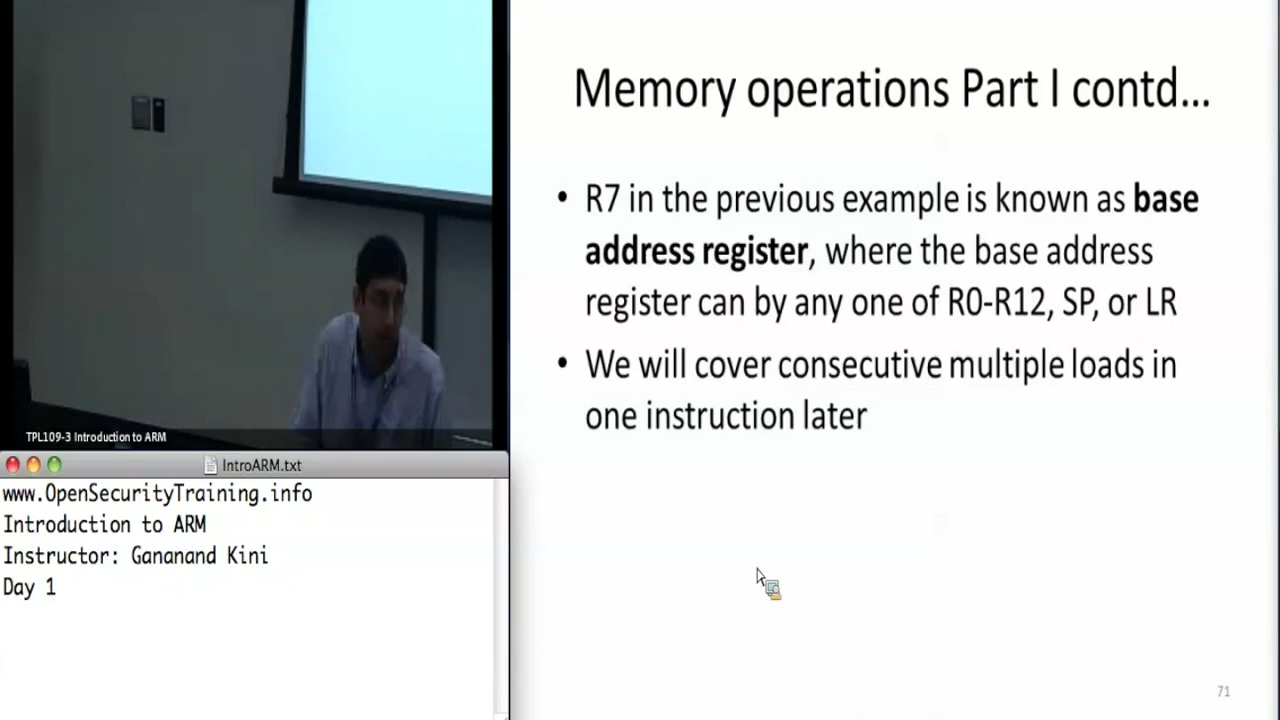 Memory operations Part I contd…
• R7 in the previous example is known as base
address register, where the base address
register can by any one of R0-R12, SP, or LR
• We will cover consecutive multiple loads in
one instruction later
71
TPL109-3 Introduction to ARM
IntroARM.txt
www.OpenSecurityTraining.info
Introduction to ARM
Instructor: Gananand Kini
Day 1